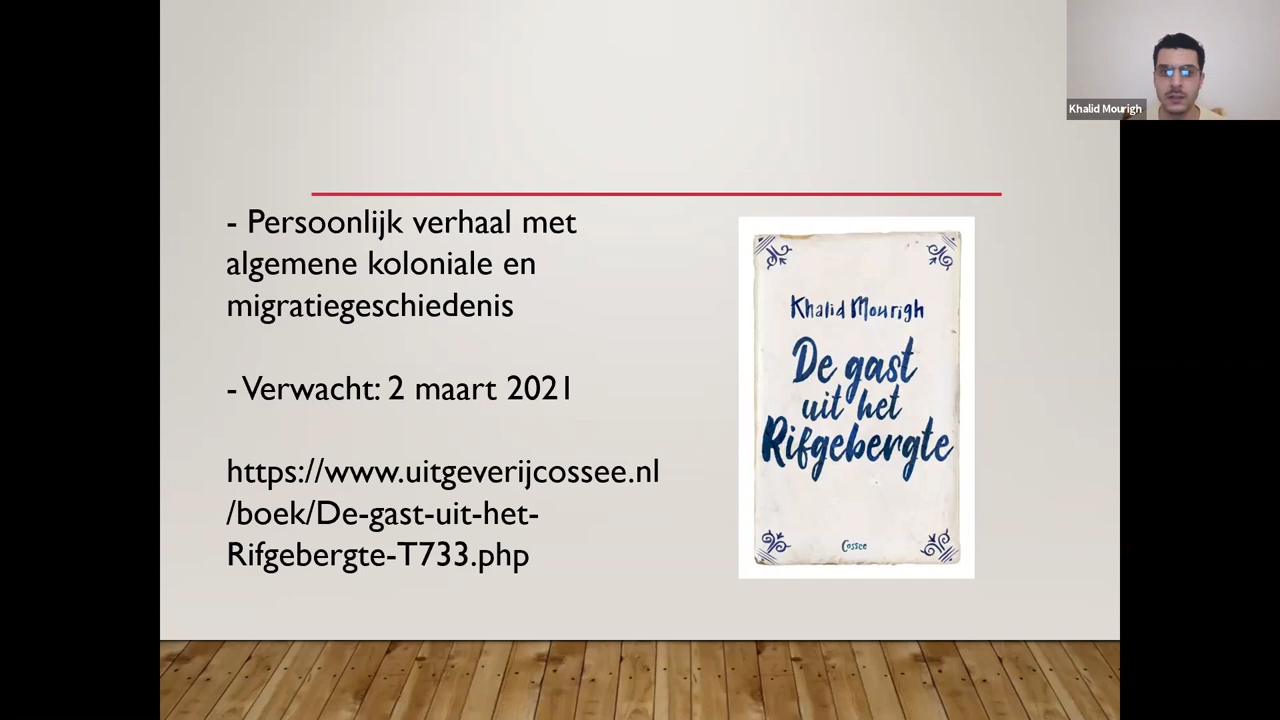 Khalid Mourigh
- Persoonlijk verhaal met
algemene koloniale en
migratiegeschiedenis
- Verwacht: 2 maart 2021
https://www.uitgeverijcossee.nl
/boek/De-gast-uit-het-
Rifgebergte-T733.php
Khalid Mourigh
De gast
uit het
Rifgebergte
Cossee